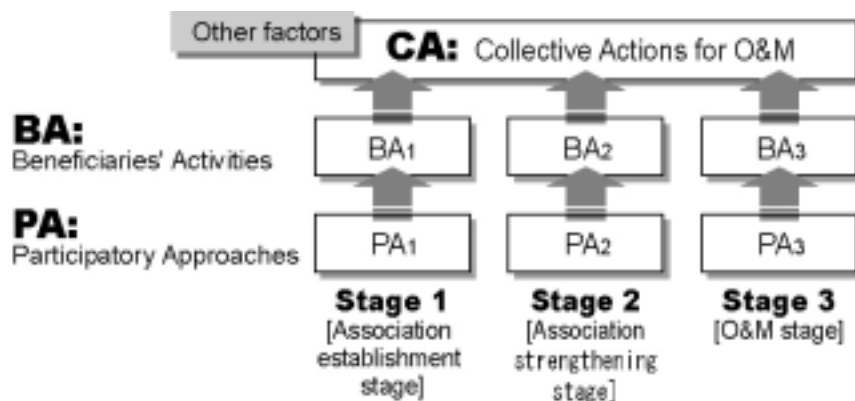 Other factors
CA: Collective Actions for O&M
BA:
Beneficiaries' Activities
BA1 BA2 BA3
PA:
Participatory Approaches
PA1 PA2 PA3
Stage 1 Stage 2 Stage 3
[Association [Association [O&M stage]
establishment strengthening
stage] stage]